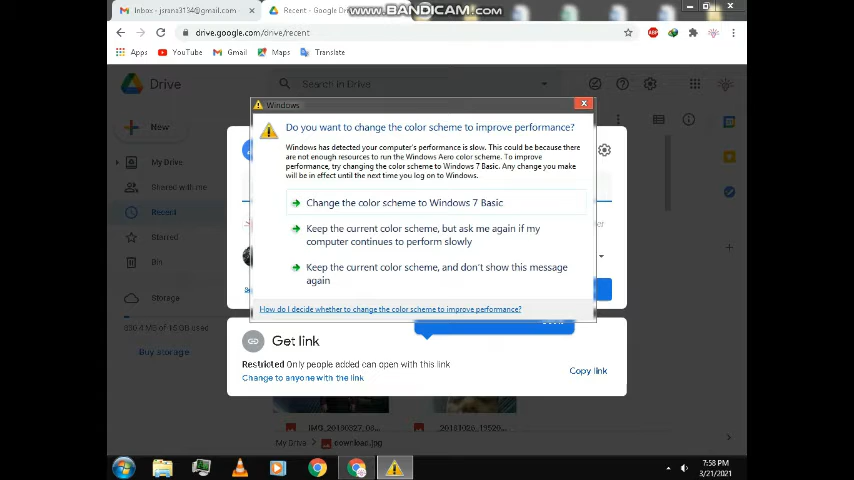 Inbox - jsrana3134@gmail.com
Recent - Google Dri
www.BANDICAM.com
drive.google.com/drive/recent
Apps YouTube Gmail Maps Translate
Drive
Search in Drive
New
My Drive
Shared with me
Recent
Starred
Bin
Storage
Buy storage
Windows
Do you want to change the color scheme to improve performance?
Windows has detected your computer's performance is slow. This could be because there
are not enough resources to run the Windows Aero color scheme. To improve
performance, try changing the color scheme to Windows 7 Basic. Any change you make
will be in effect until the next time you log on to Windows.
Change the color scheme to Windows 7 Basic
Keep the current color scheme, but ask me again if my
computer continues to perform slowly
Keep the current color scheme, and don't show this message
again
How do I decide whether to change the color scheme to improve performance?
Get link
Restricted Only people added can open with this link
Change to anyone with the link
Copy link
My Drive download.jpg
7:58 PM
3/21/2021